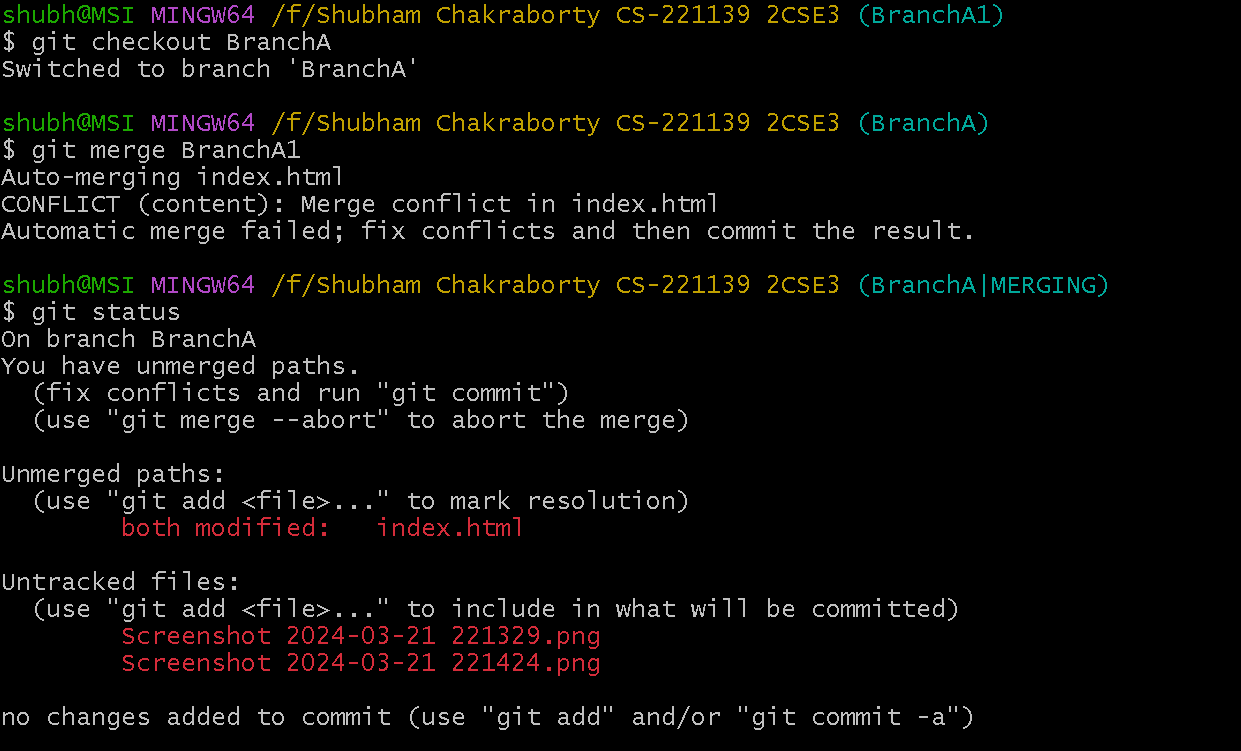 shubh@MSI MINGW64 /f/Shubham Chakraborty CS-221139 2CSE3 (BranchA1)
$ git checkout BranchA
Switched to branch 'BranchA'
shubh@MSI MINGW64 /f/Shubham Chakraborty CS-221139 2CSE3 (BranchA)
$ git merge BranchA1
Auto-merging index.html
CONFLICT (content): Merge conflict in index.html
Automatic merge failed; fix conflicts and then commit the result.
shubh@MSI MINGW64 /f/Shubham Chakraborty CS-221139 2CSE3 (BranchA|MERGING)
$ git status
On branch BranchA
You have unmerged paths.
  (fix conflicts and run "git commit")
  (use "git merge --abort" to abort the merge)
Unmerged paths:
  (use "git add <file>..." to mark resolution)
        both modified:   index.html
Untracked files:
  (use "git add <file>..." to include in what will be committed)
        Screenshot 2024-03-21 221329.png
        Screenshot 2024-03-21 221424.png
no changes added to commit (use "git add" and/or "git commit -a")